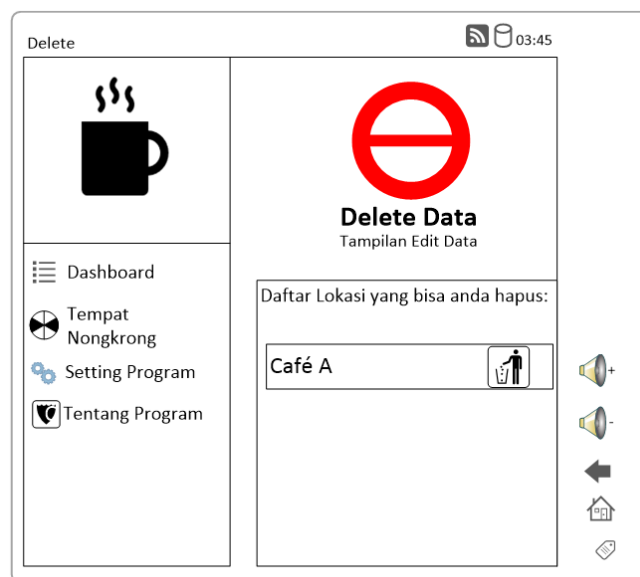 Delete
03:45
Delete Data
Tampilan Edit Data
Dashboard
Tempat
Nongkrong
Setting Program
Tentang Program
Daftar Lokasi yang bisa anda hapus:
Café A
+
-